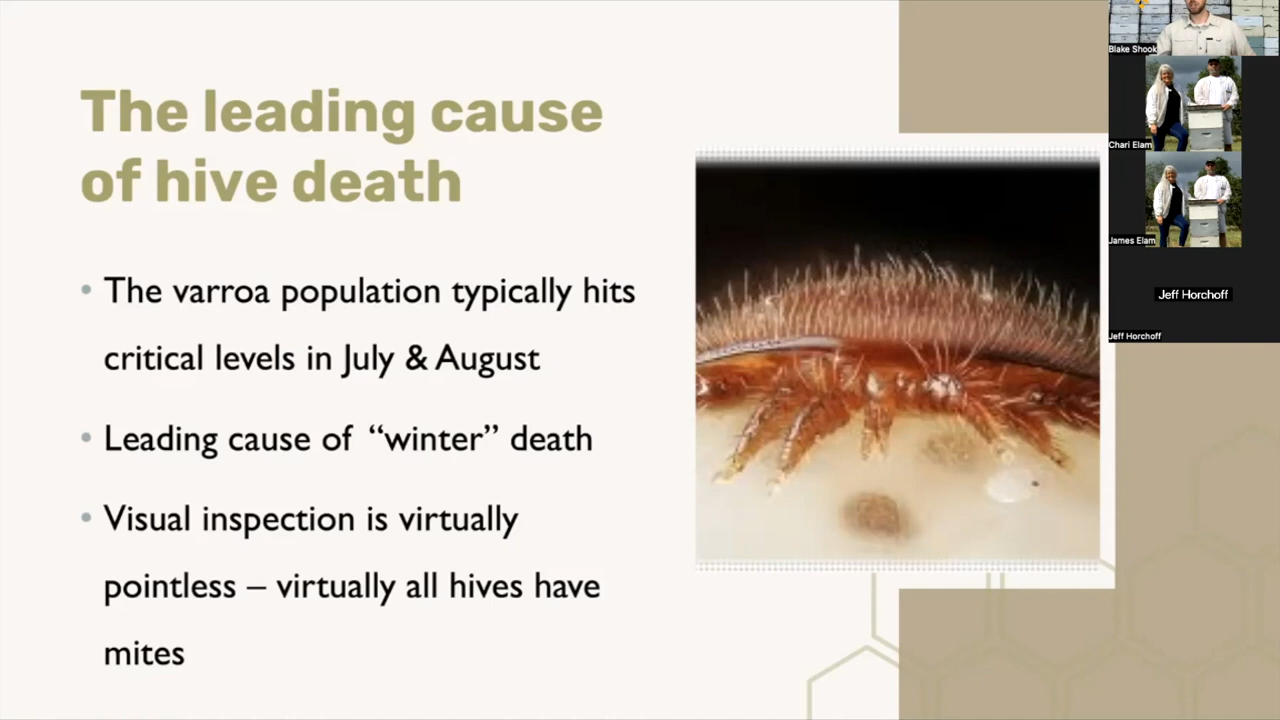 The leading cause
of hive death
• The varroa population typically hits
critical levels in July & August
• Leading cause of “winter” death
• Visual inspection is virtually
pointless – virtually all hives have
mites
Blake Shook
Chari Elam
James Elam
Jeff Horchoff
Jeff Horchoff